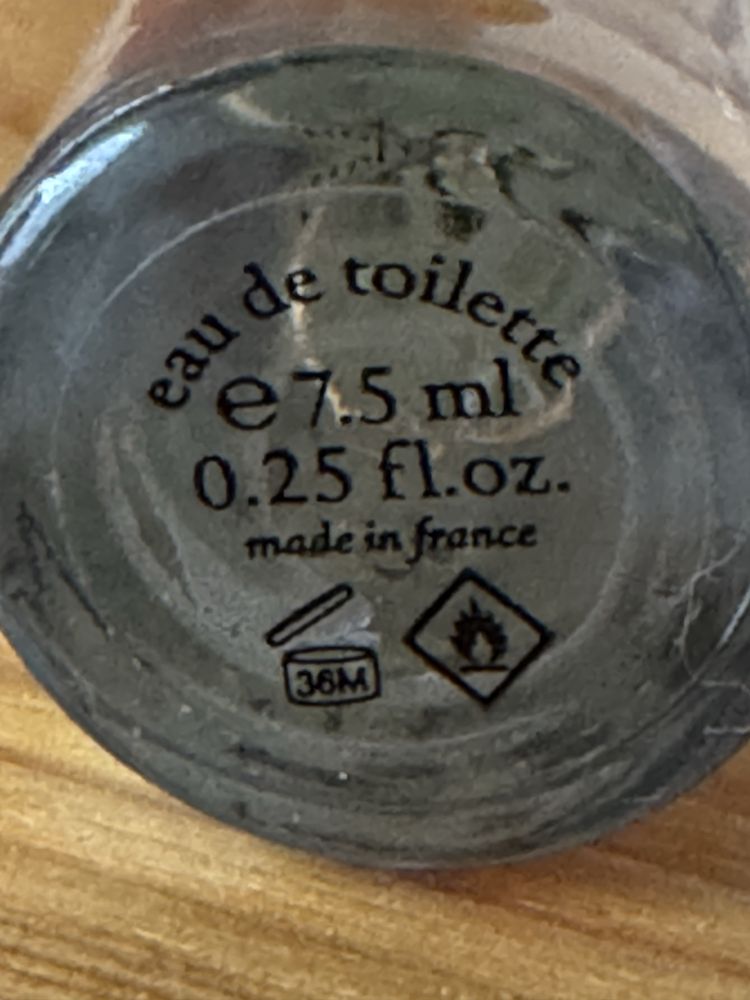 eau de toilette
℮ 7.5 ml
0.25 fl.oz.
made in france
36M